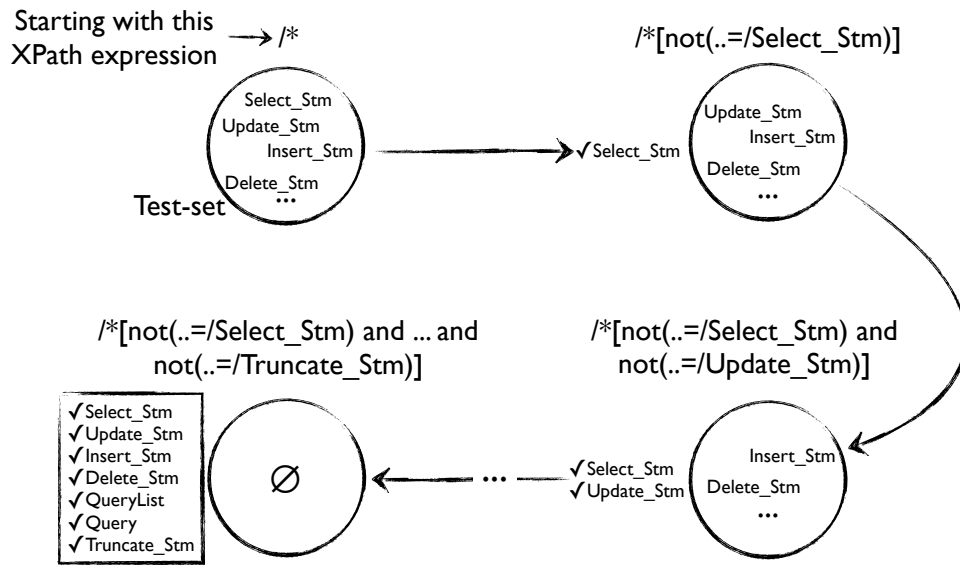 Starting with this
XPath expression
/*
Select_Stm
Update_Stm
Insert_Stm
Delete_Stm
...
Test-set
/*[not(..=/Select_Stm)]
✓Select_Stm
Update_Stm
Insert_Stm
Delete_Stm
...
/*[not(..=/Select_Stm) and
not(..=/Update_Stm)]
Insert_Stm
Delete_Stm
...
✓Select_Stm
✓Update_Stm
...
/*[not(..=/Select_Stm) and ... and
not(..=/Truncate_Stm)]
∅
✓Select_Stm
✓Update_Stm
✓Insert_Stm
✓Delete_Stm
✓QueryList
✓Query
✓Truncate_Stm